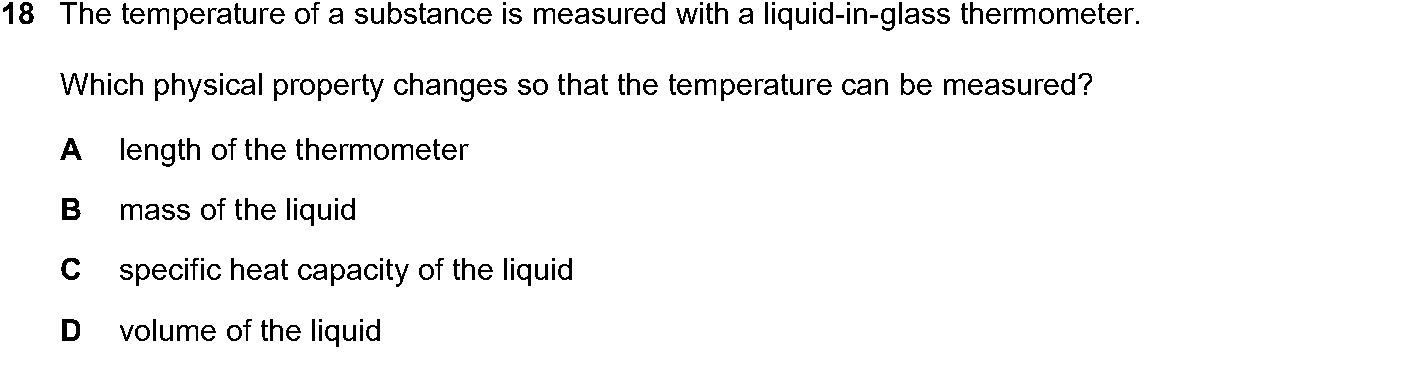 18 The temperature of a substance is measured with a liquid-in-glass thermometer.
Which physical property changes so that the temperature can be measured?
A length of the thermometer
B mass of the liquid
C specific heat capacity of the liquid
D volume of the liquid